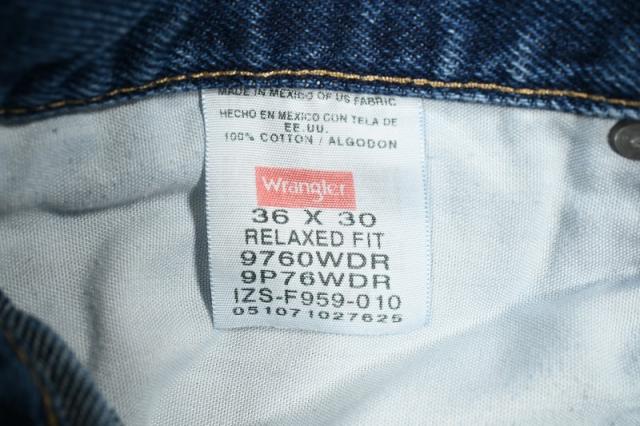 MADE IN MEXICO OF US FABRIC
HECHO EN MEXICO CON TELA DE
EE.UU.
100% COTTON / ALGODON
Wrangler
36 X 30
RELAXED FIT
9760WDR
9P76WDR
IZS-F959-010
051071027625